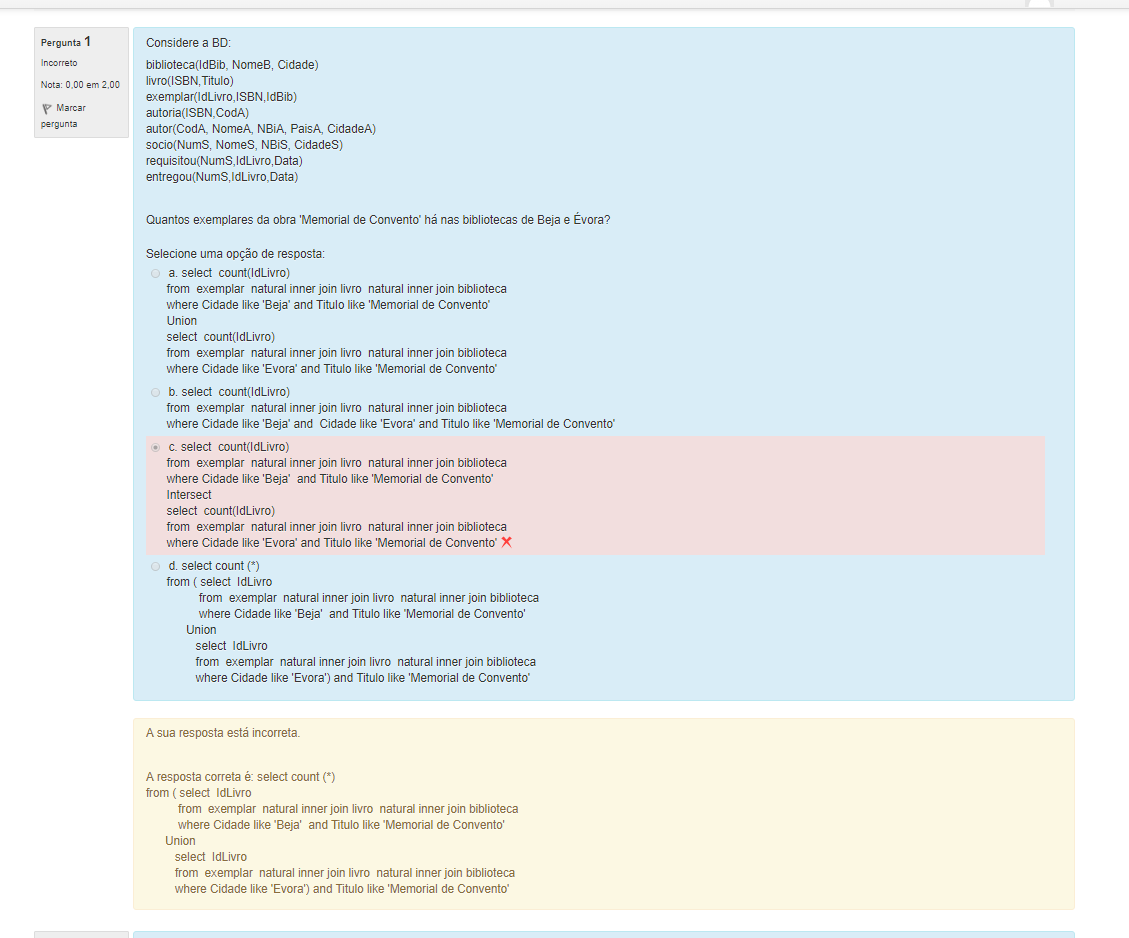 Pergunta 1
Incorreto
Nota: 0,00 em 2,00
Marcar
pergunta
Considere a BD:
biblioteca(IdBib, NomeB, Cidade)
livro(ISBN,Titulo)
exemplar(IdLivro,ISBN,IdBib)
autoria(ISBN,CodA)
autor(CodA, NomeA, NBiA, PaisA, CidadeA)
socio(NumS, NomeS, NBiS, CidadeS)
requisitou(NumS,IdLivro,Data)
entregou(NumS,IdLivro,Data)
Quantos exemplares da obra 'Memorial de Convento' há nas bibliotecas de Beja e Évora?
Selecione uma opção de resposta:
a. select count(IdLivro)
from exemplar natural inner join livro natural inner join biblioteca
where Cidade like 'Beja' and Titulo like 'Memorial de Convento'
Union
select count(IdLivro)
from exemplar natural inner join livro natural inner join biblioteca
where Cidade like 'Evora' and Titulo like 'Memorial de Convento'
b. select count(IdLivro)
from exemplar natural inner join livro natural inner join biblioteca
where Cidade like 'Beja' and Cidade like 'Evora' and Titulo like 'Memorial de Convento'
c. select count(IdLivro)
from exemplar natural inner join livro natural inner join biblioteca
where Cidade like 'Beja' and Titulo like 'Memorial de Convento'
Intersect
select count(IdLivro)
from exemplar natural inner join livro natural inner join biblioteca
where Cidade like 'Evora' and Titulo like 'Memorial de Convento'
d. select count (*)
from ( select IdLivro
from exemplar natural inner join livro natural inner join biblioteca
where Cidade like 'Beja' and Titulo like 'Memorial de Convento'
Union
select IdLivro
from exemplar natural inner join livro natural inner join biblioteca
where Cidade like 'Evora') and Titulo like 'Memorial de Convento'
A sua resposta está incorreta.
A resposta correta é: select count (*)
from ( select IdLivro
from exemplar natural inner join livro natural inner join biblioteca
where Cidade like 'Beja' and Titulo like 'Memorial de Convento'
Union
select IdLivro
from exemplar natural inner join livro natural inner join biblioteca
where Cidade like 'Evora') and Titulo like 'Memorial de Convento'